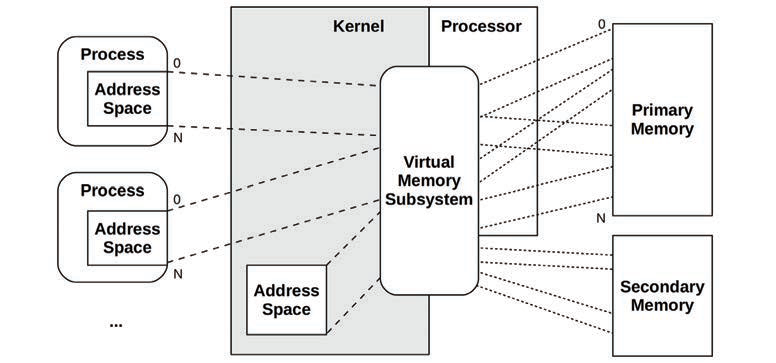 Kernel
Processor
Process
0
Address
Space
N
Process
0
Address
Space
N
...
Address
Space
Virtual
Memory
Subsystem
0
Primary
Memory
N
Secondary
Memory